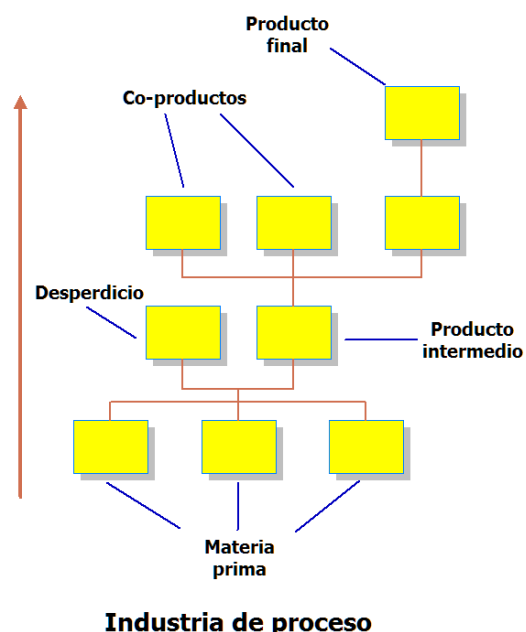 Producto
final
Co-productos
Desperdicio
Producto
intermedio
Materia
prima
Industria de proceso